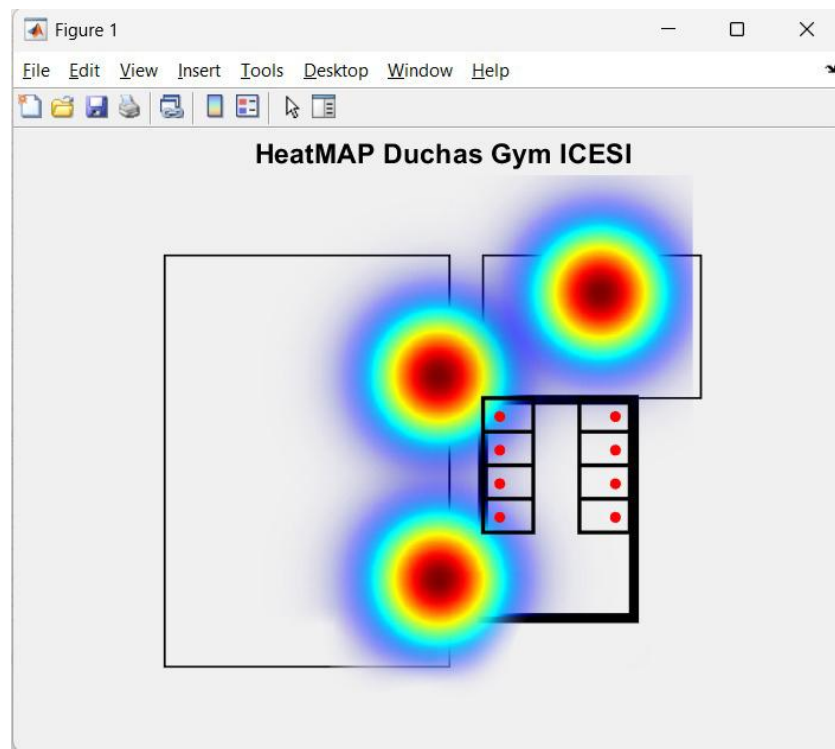 Figure 1
File Edit View Insert Tools Desktop Window Help
HeatMAP Duchas Gym ICESI